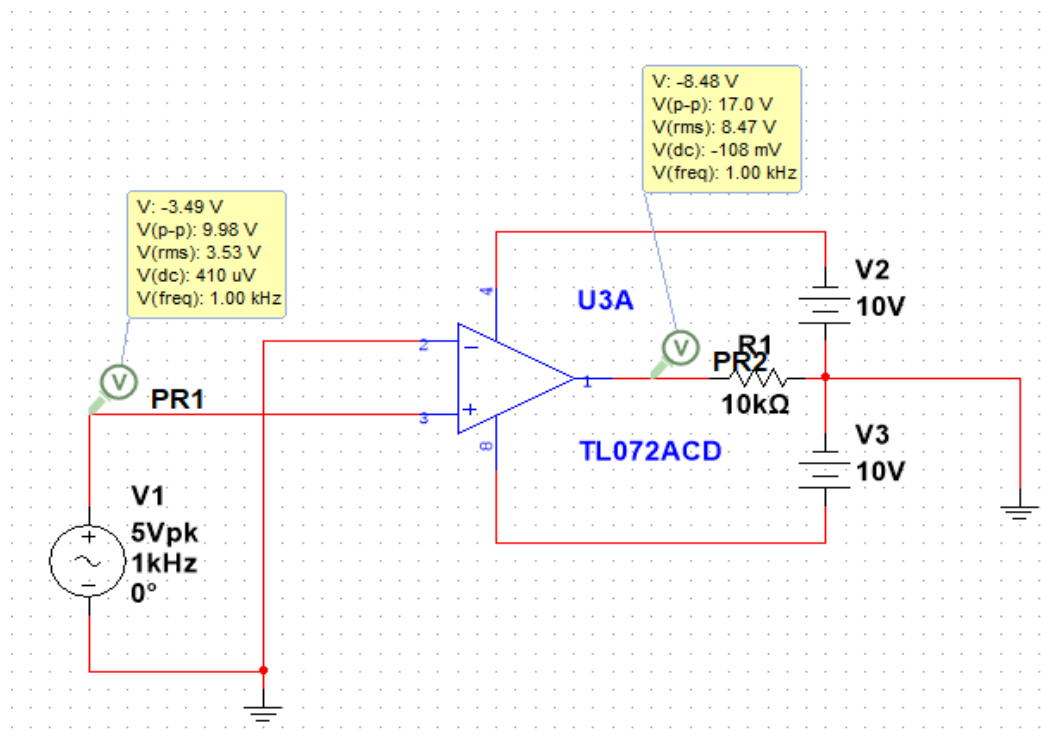 V: -8.48 V
V(p-p): 17.0 V
V(rms): 8.47 V
V(dc): -108 mV
V(freq): 1.00 kHz
V: -3.49 V
V(p-p): 9.98 V
V(rms): 3.53 V
V(dc): 410 uV
V(freq): 1.00 kHz
V
PR1
V1
5Vpk
1kHz
0°
4
U3A
2
3
1
8
TL072ACD
V
PR2
R1
10kΩ
V2
10V
V3
10V